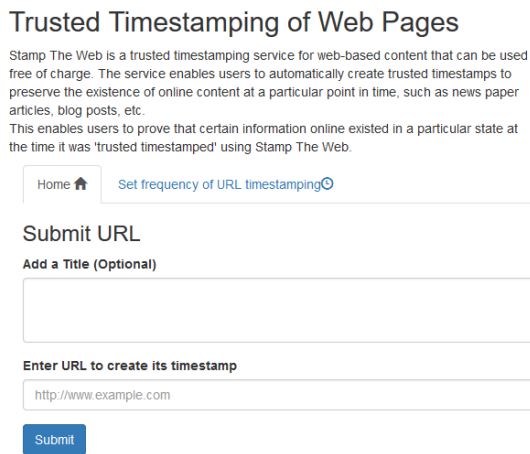 Trusted Timestamping of Web Pages
Stamp The Web is a trusted timestamping service for web-based content that can be used
free of charge. The service enables users to automatically create trusted timestamps to
preserve the existence of online content at a particular point in time, such as news paper
articles, blog posts, etc.
This enables users to prove that certain information online existed in a particular state at
the time it was 'trusted timestamped' using Stamp The Web.
Home Set frequency of URL timestamping
Submit URL
Add a Title (Optional)
Enter URL to create its timestamp
http://www.example.com
Submit